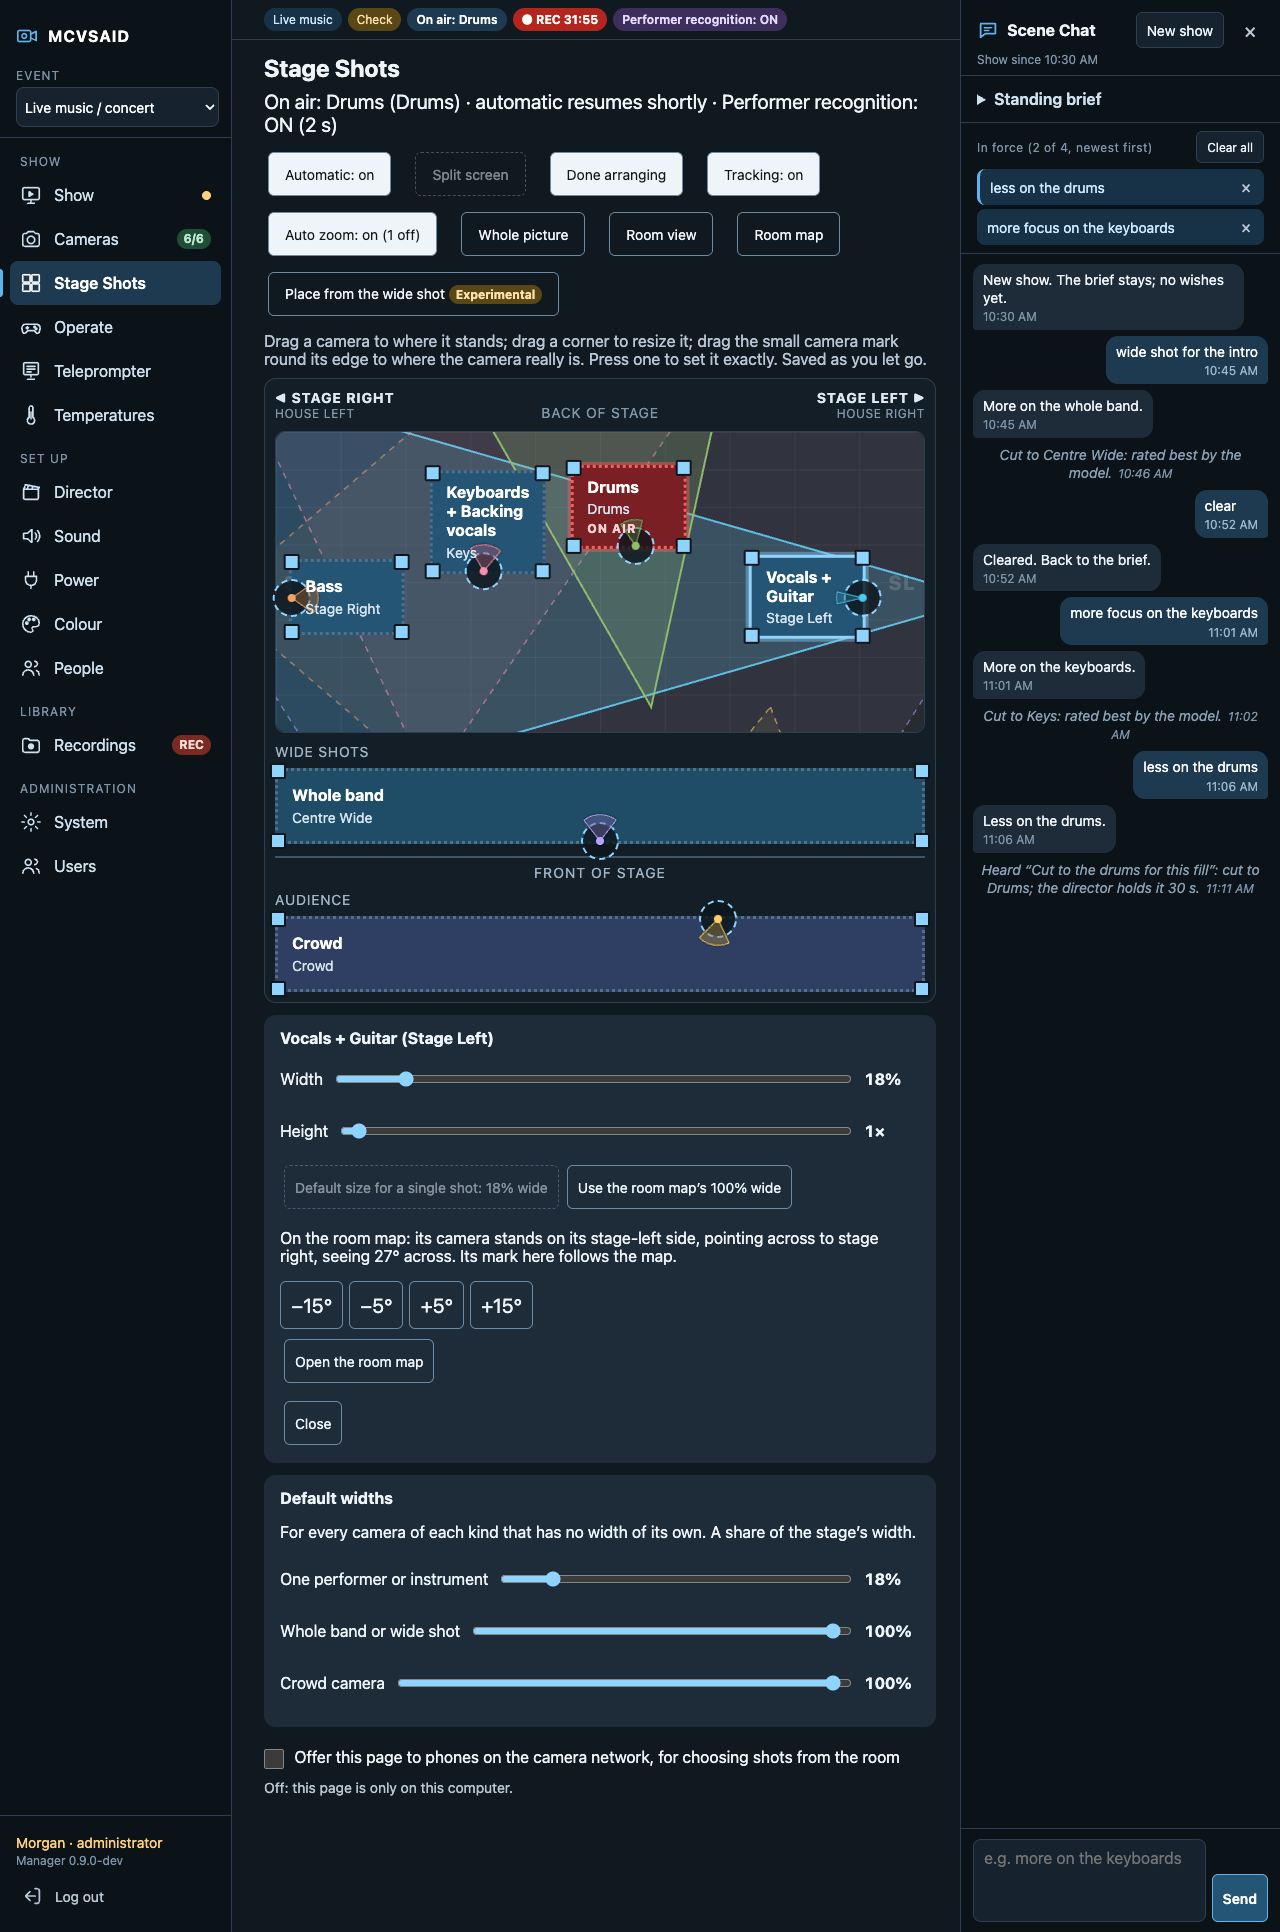 MCVSAID
EVENT
Live music / concert
SHOW
Show
Cameras 6/6
Stage Shots
Operate
Teleprompter
Temperatures
SET UP
Director
Sound
Power
Colour
People
LIBRARY
Recordings REC
ADMINISTRATION
System
Users
Morgan · administrator
Manager 0.9.0-dev
Log out
Live music Check On air: Drums REC 31:55 Performer recognition: ON
Stage Shots
On air: Drums (Drums) · automatic resumes shortly · Performer recognition:
ON (2 s)
Automatic: on Split screen Done arranging Tracking: on
Auto zoom: on (1 off) Whole picture Room view Room map
Place from the wide shot Experimental
Drag a camera to where it stands; drag a corner to resize it; drag the small camera mark
round its edge to where the camera really is. Press one to set it exactly. Saved as you let go.
STAGE RIGHT STAGE LEFT
HOUSE LEFT BACK OF STAGE HOUSE RIGHT
Keyboards
+ Backing
vocals
Keys
Drums
Drums
ON AIR
Bass
Stage Right
Vocals +
Guitar
Stage Left
SL
WIDE SHOTS
Whole band
Centre Wide
FRONT OF STAGE
AUDIENCE
Crowd
Crowd
Vocals + Guitar (Stage Left)
Width 18%
Height 1×
Default size for a single shot: 18% wide Use the room map’s 100% wide
On the room map: its camera stands on its stage-left side, pointing across to stage
right, seeing 27° across. Its mark here follows the map.
−15° −5° +5° +15°
Open the room map
Close
Default widths
For every camera of each kind that has no width of its own. A share of the stage’s width.
One performer or instrument 18%
Whole band or wide shot 100%
Crowd camera 100%
Offer this page to phones on the camera network, for choosing shots from the room
Off: this page is only on this computer.
Scene Chat New show ×
Show since 10:30 AM
Standing brief
In force (2 of 4, newest first) Clear all
less on the drums ×
more focus on the keyboards ×
New show. The brief stays; no wishes
yet.
10:30 AM
wide shot for the intro
10:45 AM
More on the whole band.
10:45 AM
Cut to Centre Wide: rated best by the
model. 10:46 AM
clear
10:52 AM
Cleared. Back to the brief.
10:52 AM
more focus on the keyboards
11:01 AM
More on the keyboards.
11:01 AM
Cut to Keys: rated best by the model. 11:02
AM
less on the drums
11:06 AM
Less on the drums.
11:06 AM
Heard “Cut to the drums for this fill”: cut to
Drums; the director holds it 30 s. 11:11 AM
e.g. more on the keyboards
Send